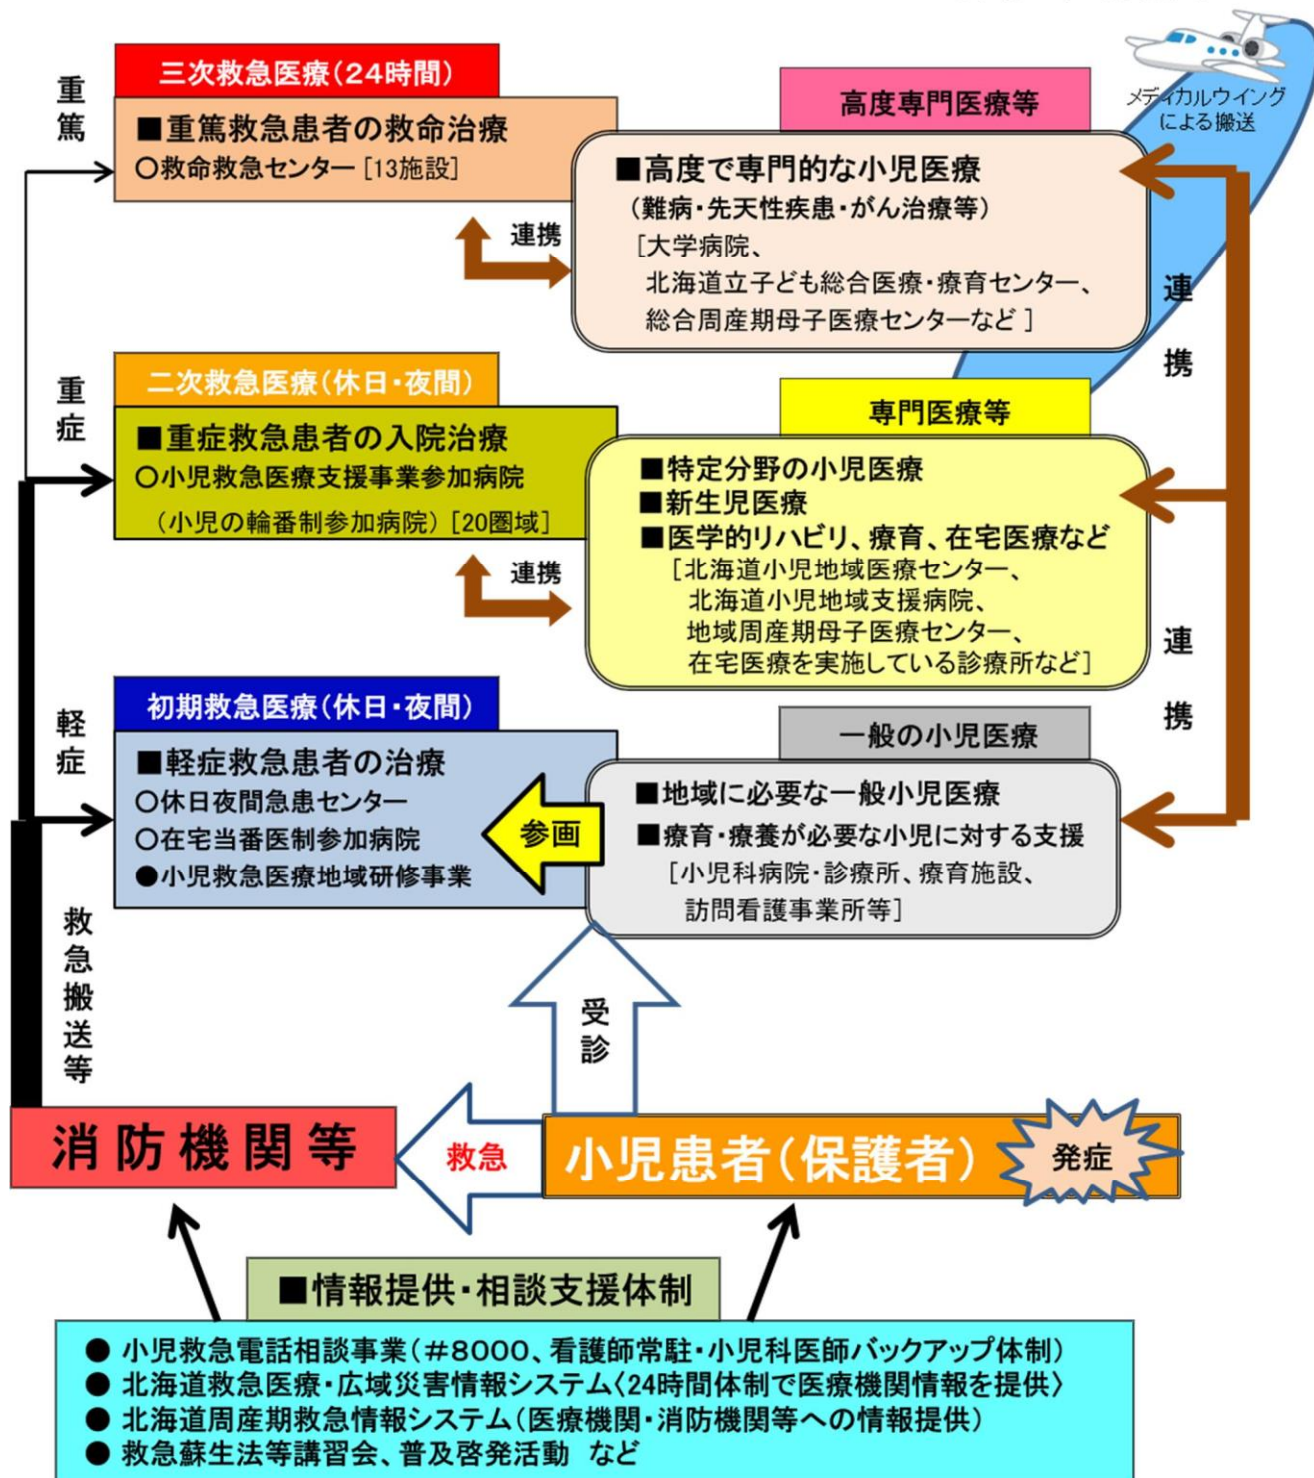 メディカルウイング
による搬送
重篤
三次救急医療(24時間)
■重篤救急患者の救命治療
○救命救急センター [13施設]
高度専門医療等
■高度で専門的な小児医療
(難病・先天性疾患・がん治療等)
[大学病院、
北海道立子ども総合医療・療育センター、
総合周産期母子医療センターなど ]
連携
連携
重症
二次救急医療(休日・夜間)
■重症救急患者の入院治療
○小児救急医療支援事業参加病院
(小児の輪番制参加病院) [20圏域]
専門医療等
■特定分野の小児医療
■新生児医療
■医学的リハビリ、療育、在宅医療など
[北海道小児地域医療センター、
北海道小児地域支援病院、
地域周産期母子医療センター、
在宅医療を実施している診療所など]
連携
連携
軽症
初期救急医療(休日・夜間)
■軽症救急患者の治療
○休日夜間急患センター
○在宅当番医制参加病院
●小児救急医療地域研修事業
参画
一般の小児医療
■地域に必要な一般小児医療
■療育・療養が必要な小児に対する支援
[小児科病院・診療所、療育施設、
訪問看護事業所等]
救急搬送等
受診
消防機関等
救急
小児患者(保護者)
発症
■情報提供・相談支援体制
● 小児救急電話相談事業(#8000、看護師常駐・小児科医師バックアップ体制)
● 北海道救急医療・広域災害情報システム〈24時間体制で医療機関情報を提供〉
● 北海道周産期救急情報システム(医療機関・消防機関等への情報提供)
● 救急蘇生法等講習会、普及啓発活動 など